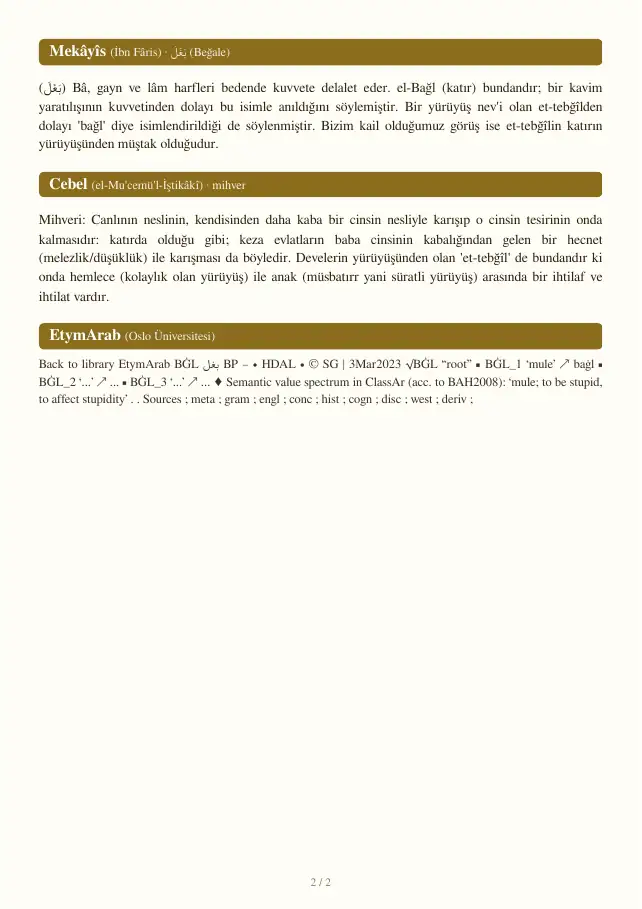 Mekâyîs (İbn Fâris) · بَغَلَ (Beğale)
(بَغَلَ) Bâ, gayn ve lâm harfleri bedende kuvvete delalet eder. el-Bağl (katır) bundandır; bir kavim
yaratılışının kuvvetinden dolayı bu isimle anıldığını söylemiştir. Bir yürüyüş nev'i olan et-tebğîlden
dolayı 'bağl' diye isimlendirildiği de söylenmiştir. Bizim kail olduğumuz görüş ise et-tebğîlin katırın
yürüyüşünden müştak olduğudur.
Cebel (el-Mu'cemü'l-İştikâkî) · mihver
Mihveri: Canlının neslinin, kendisinden daha kaba bir cinsin nesliyle karışıp o cinsin tesirinin onda
kalmasıdır: katırda olduğu gibi; keza evlatların baba cinsinin kabalığından gelen bir hecnet
(melezlik/düşüklük) ile karışması da böyledir. Develerin yürüyüşünden olan 'et-tebğîl' de bundandır ki
onda hemlece (kolaylık olan yürüyüş) ile anak (müsbatırr yani süratli yürüyüş) arasında bir ihtilaf ve
ihtilat vardır.
EtymArab (Oslo Üniversitesi)
Back to library EtymArab BĠL بغل BP – • HDAL • © SG | 3Mar2023 √BĠL “root” ▪ BĠL_1 ‘mule’ ↗ baġl ▪
BĠL_2 ‘...’ ↗ ... ▪ BĠL_3 ‘...’ ↗ ... ♦ Semantic value spectrum in ClassAr (acc. to BAH2008): ‘mule; to be stupid,
to affect stupidity’ . . Sources ; meta ; gram ; engl ; conc ; hist ; cogn ; disc ; west ; deriv ;
2 / 2